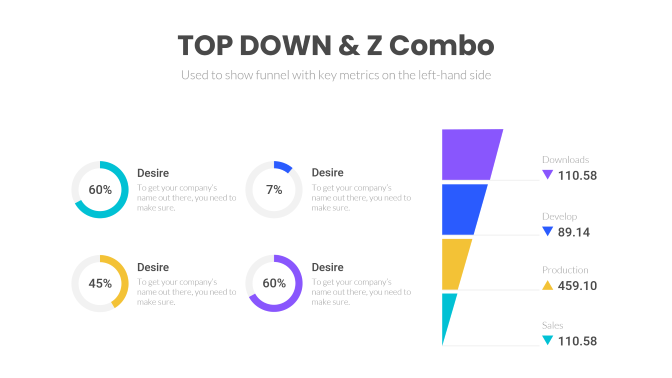 TOP DOWN & Z Combo
Used to show funnel with key metrics on the left-hand side
60%
Desire
To get your company's
name out there, you need to
make sure.
7%
Desire
To get your company's
name out there, you need to
make sure.
45%
Desire
To get your company's
name out there, you need to
make sure.
60%
Desire
To get your company's
name out there, you need to
make sure.
Downloads
110.58
Develop
89.14
Production
459.10
Sales
110.58